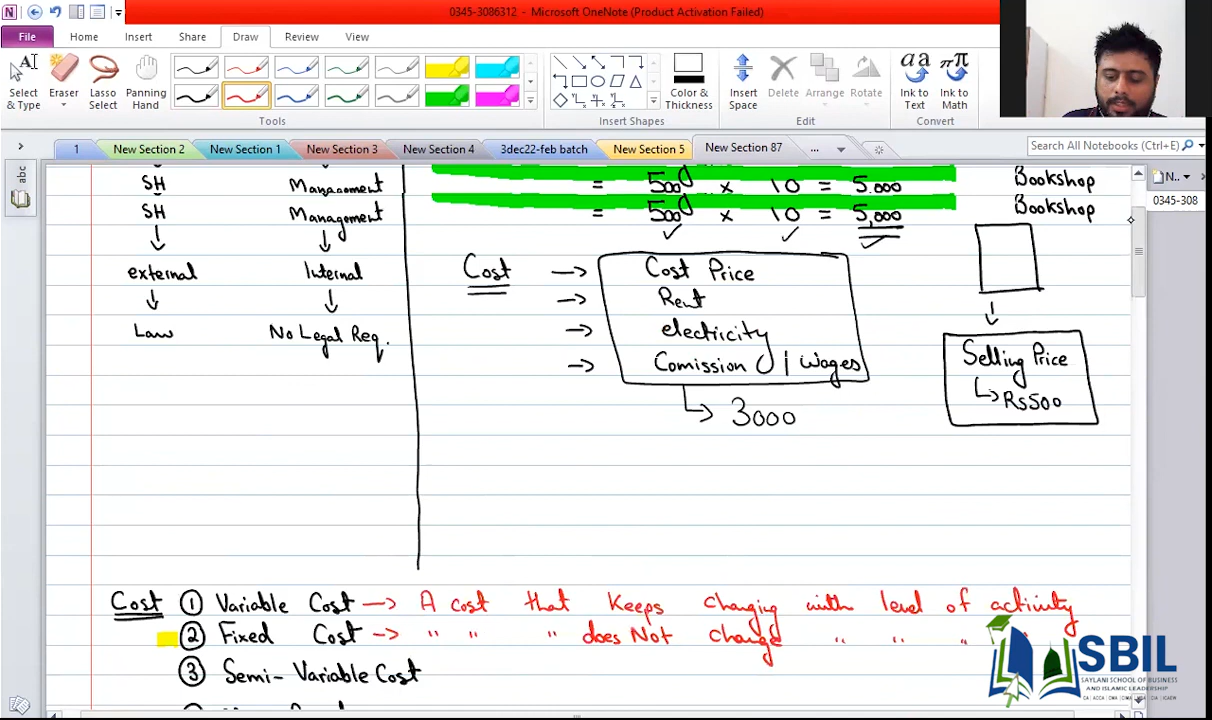 0345-3086312 - Microsoft OneNote (Product Activation Failed)
File Home Insert Share Draw Review View
Select & Type
Eraser
Lasso Select
Panning Hand
Color & Thickness
Insert Space
Delete
Arrange
Rotate
Ink to Text
Ink to Math
Tools
Insert Shapes
Edit
Convert
1 New Section 2 New Section 1 New Section 3 New Section 4 3dec22-feb batch New Section 5 New Section 87 ... Search All Notebooks (Ctrl+E)
N...
0345-308
abc
SH Management = 500 x 10 = 5.000 Bookshop
SH Management = 500 x 10 = 5,000 Bookshop
external Internal
Law No Legal Req.
Cost → Cost Price
→ Rent
→ electricity
→ Comission | Wages
3000
Selling Price
Rs500
Cost ① Variable Cost → A cost that Keeps changing with level of activity
② Fixed Cost → " " " does Not change " " "
③ Semi-Variable Cost
SBIL
SAYLANI SCHOOL OF BUSINESS
AND ISLAMIC LEADERSHIP